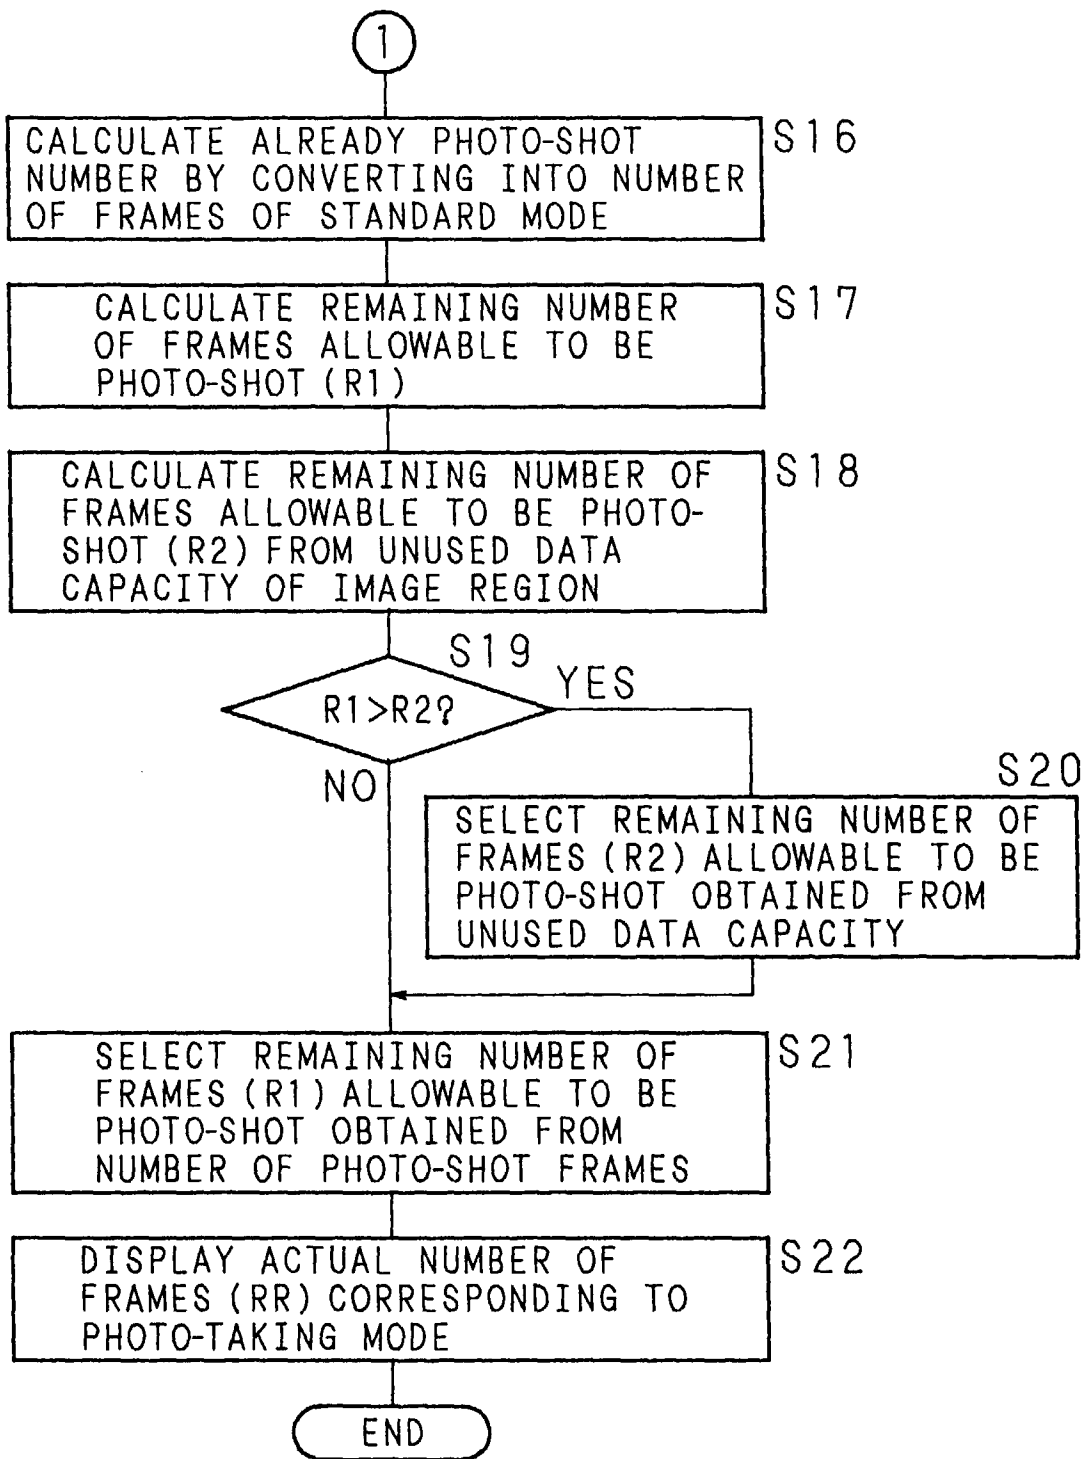 1
S16
CALCULATE ALREADY PHOTO-SHOT
NUMBER BY CONVERTING INTO NUMBER
OF FRAMES OF STANDARD MODE
S17
CALCULATE REMAINING NUMBER
OF FRAMES ALLOWABLE TO BE
PHOTO-SHOT (R1)
S18
CALCULATE REMAINING NUMBER OF
FRAMES ALLOWABLE TO BE PHOTO-
SHOT (R2) FROM UNUSED DATA
CAPACITY OF IMAGE REGION
S19
R1>R2?
YES
NO
S20
SELECT REMAINING NUMBER OF
FRAMES (R2) ALLOWABLE TO BE
PHOTO-SHOT OBTAINED FROM
UNUSED DATA CAPACITY
S21
SELECT REMAINING NUMBER OF
FRAMES (R1) ALLOWABLE TO BE
PHOTO-SHOT OBTAINED FROM
NUMBER OF PHOTO-SHOT FRAMES
S22
DISPLAY ACTUAL NUMBER OF
FRAMES (RR) CORRESPONDING TO
PHOTO-TAKING MODE
END